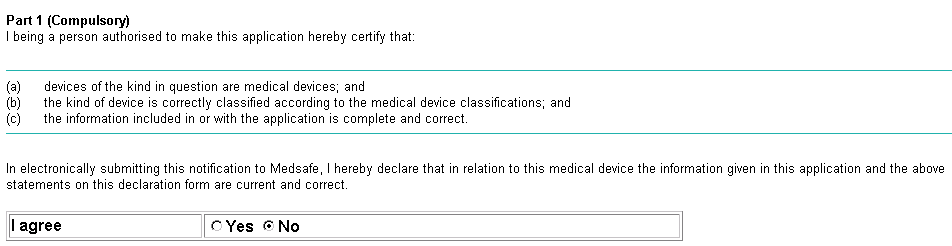 Part 1 (Compulsory)
I being a person authorised to make this application hereby certify that:
(a) devices of the kind in question are medical devices; and
(b) the kind of device is correctly classified according to the medical device classifications; and
(c) the information included in or with the application is complete and correct.
In electronically submitting this notification to Medsafe, I hereby declare that in relation to this medical device the information given in this application and the above
statements on this declaration form are current and correct.
I agree Yes No